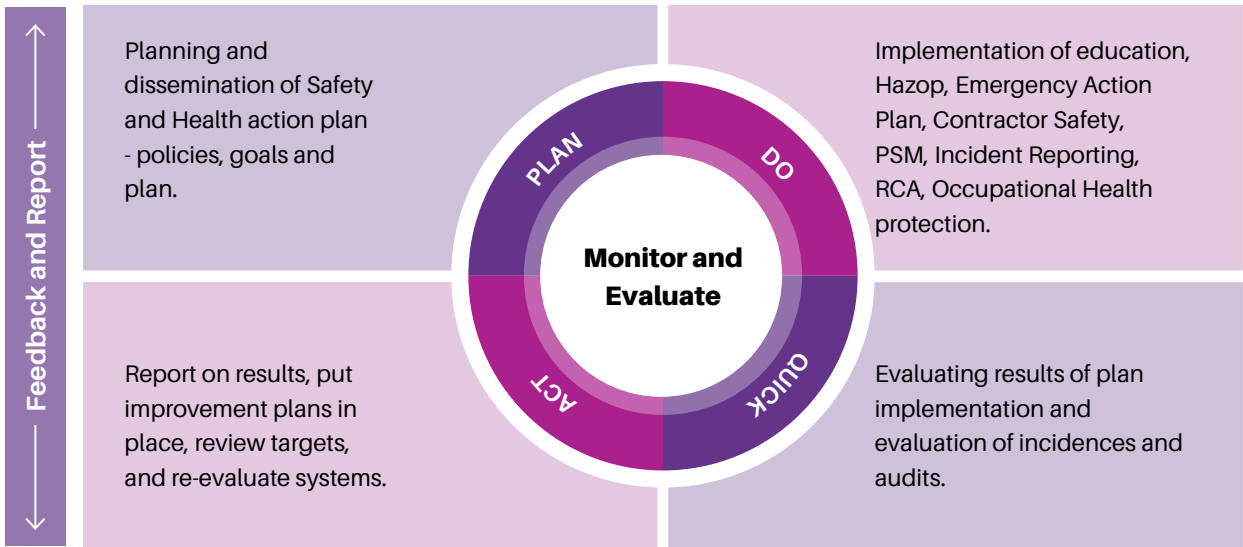 Feedback and Report
Planning and
dissemination of Safety
and Health action plan
- policies, goals and
plan.
Implementation of education,
Hazop, Emergency Action
Plan, Contractor Safety,
PSM, Incident Reporting,
RCA, Occupational Health
protection.
PLAN
DO
Monitor and
Evaluate
ACT
QUICK
Report on results, put
improvement plans in
place, review targets,
and re-evaluate systems.
Evaluating results of plan
implementation and
evaluation of incidences and
audits.